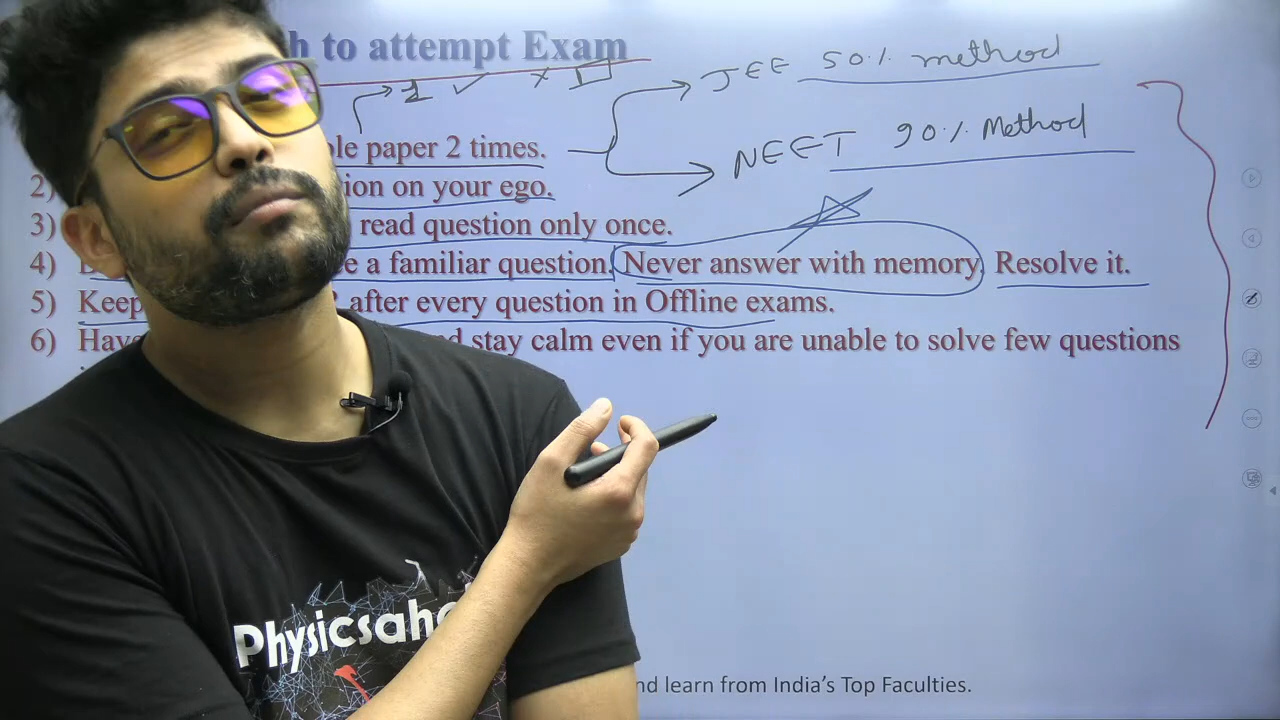 h to attempt Exam
JEE 50% method
le paper 2 times.
NEET 90% Method
2) ion on your ego.
3) read question only once.
4) e a familiar question. Never answer with memory. Resolve it.
5) Keep after every question in Offline exams.
6) Have d stay calm even if you are unable to solve few questions
Physicsah
nd learn from India's Top Faculties.